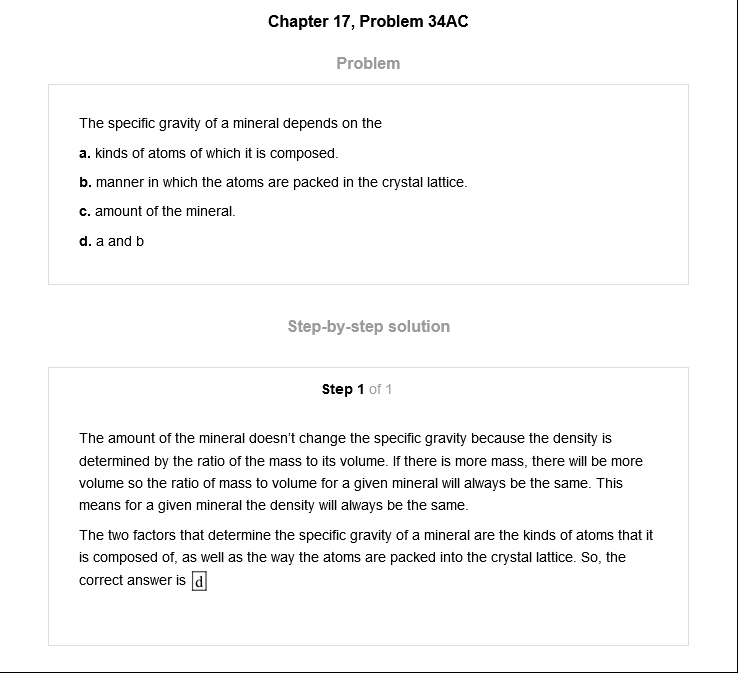 Chapter 17, Problem 34AC
Problem
The specific gravity of a mineral depends on the
a. kinds of atoms of which it is composed.
b. manner in which the atoms are packed in the crystal lattice.
c. amount of the mineral.
d. a and b
Step-by-step solution
Step 1 of 1
The amount of the mineral doesn't change the specific gravity because the density is
determined by the ratio of the mass to its volume. If there is more mass, there will be more
volume so the ratio of mass to volume for a given mineral will always be the same. This
means for a given mineral the density will always be the same.
The two factors that determine the specific gravity of a mineral are the kinds of atoms that it
is composed of, as well as the way the atoms are packed into the crystal lattice. So, the
correct answer is d